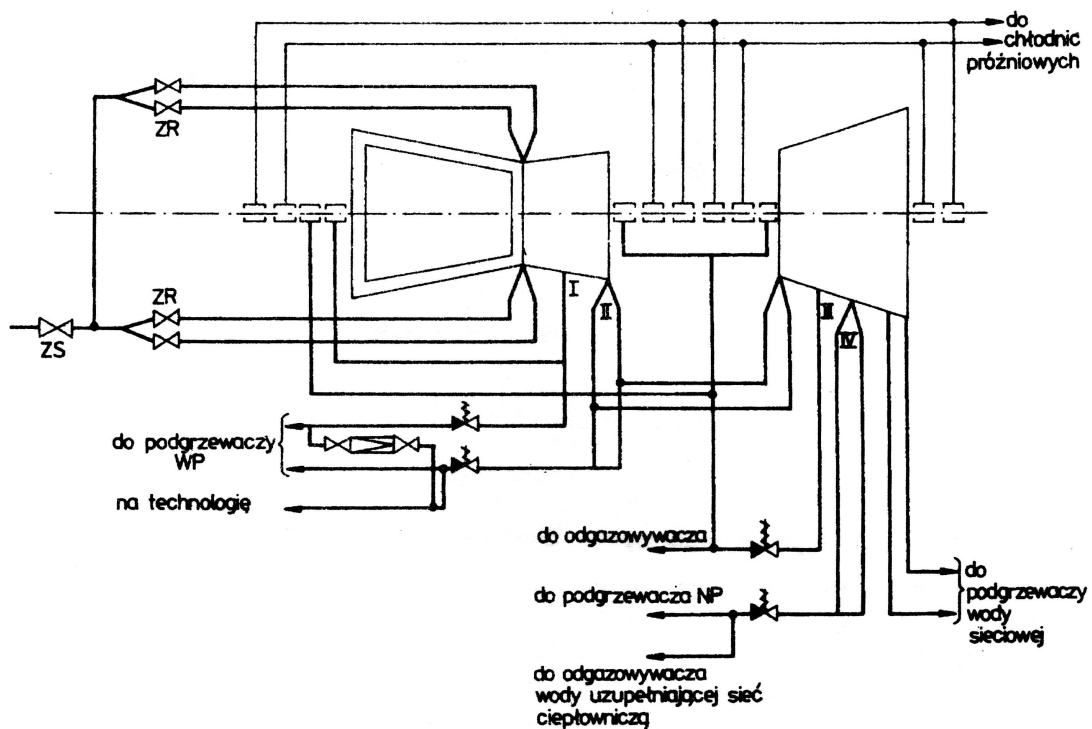 do
chłodnic
próżniowych
ZR
ZR
ZS
I
II
III
IV
do podgrzewaczy
WP
na technologię
do odgazowywacza
do podgrzewacza NP
do odgazowywacza
wody uzupełniającej sieć
ciepłowniczą
do
podgrzewaczy
wody
sieciowej